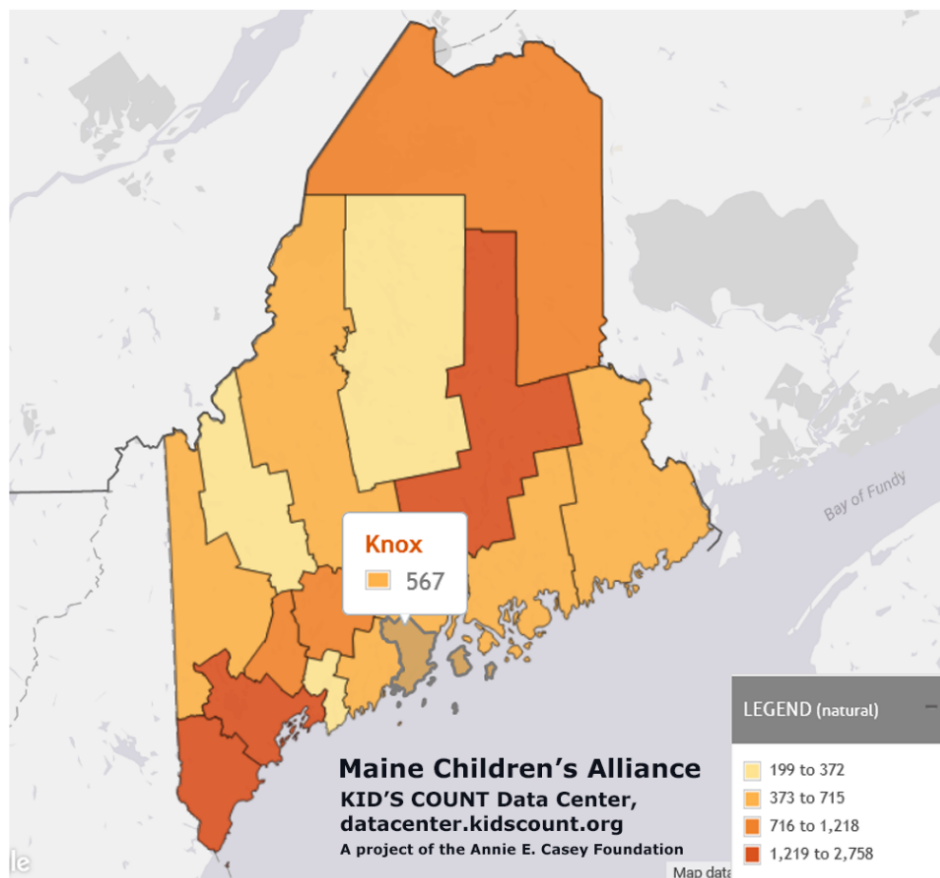 Knox
567
Bay of Fundy
LEGEND (natural)
199 to 372
373 to 715
716 to 1,218
1,219 to 2,758
Maine Children's Alliance
KID'S COUNT Data Center,
datacenter.kidscount.org
A project of the Annie E. Casey Foundation
le
Map data